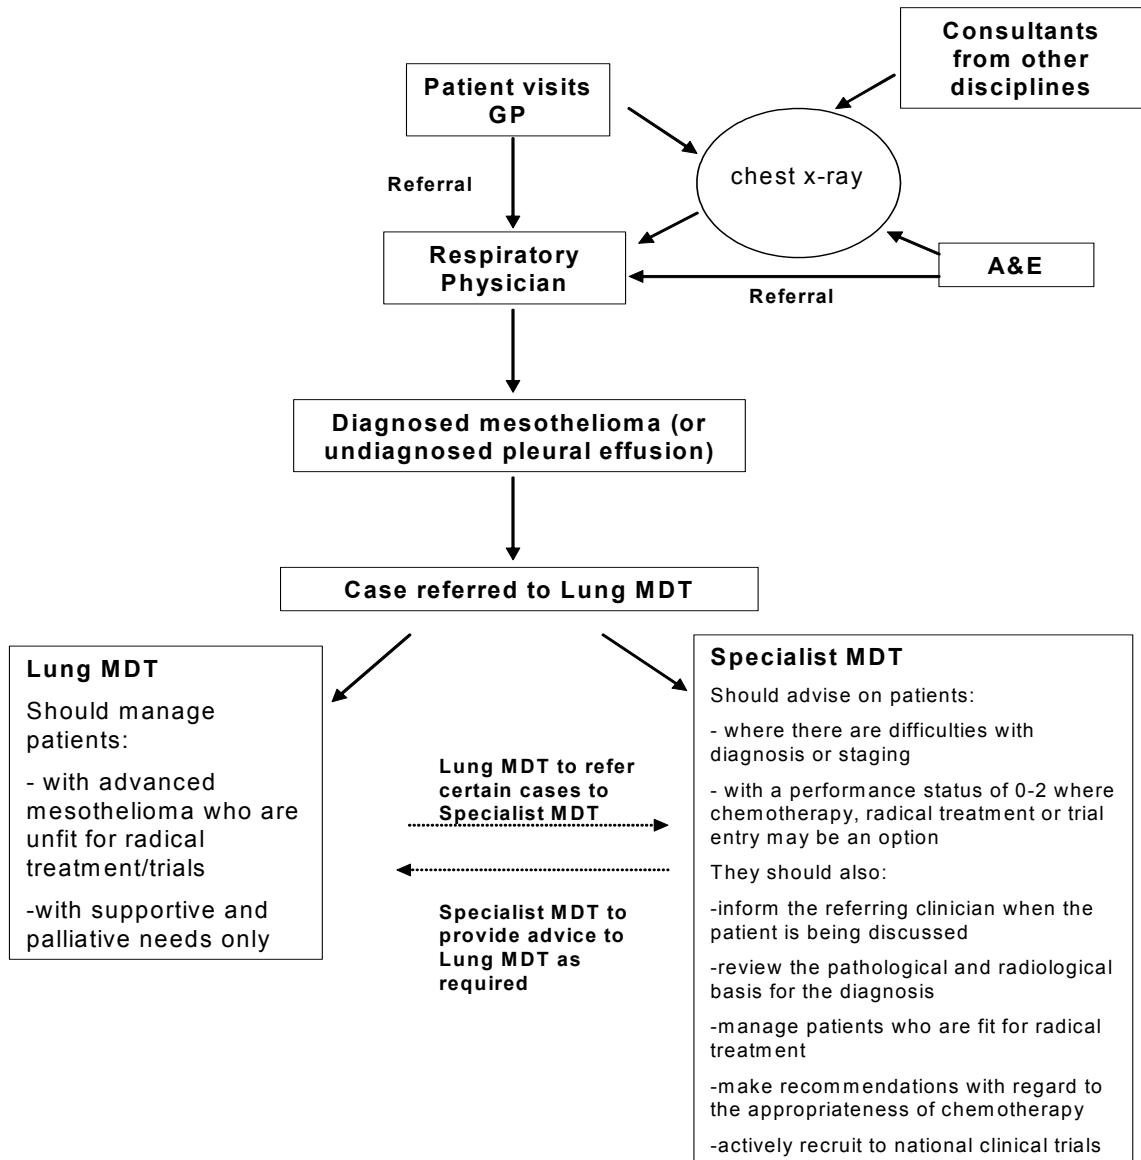 Consultants
from other
disciplines
Patient visits
GP
chest x-ray
Referral
Respiratory
Physician
A&E
Referral
Diagnosed mesothelioma (or
undiagnosed pleural effusion)
Case referred to Lung MDT
Lung MDT
Should manage
patients:
- with advanced
mesothelioma who are
unfit for radical
treatment/trials
-with supportive and
palliative needs only
Lung MDT to refer
certain cases to
Specialist MDT
Specialist MDT to
provide advice to
Lung MDT as
required
Specialist MDT
Should advise on patients:
- where there are difficulties with
diagnosis or staging
- with a performance status of 0-2 where
chemotherapy, radical treatment or trial
entry may be an option
They should also:
-inform the referring clinician when the
patient is being discussed
-review the pathological and radiological
basis for the diagnosis
-manage patients who are fit for radical
treatment
-make recommendations with regard to
the appropriateness of chemotherapy
-actively recruit to national clinical trials